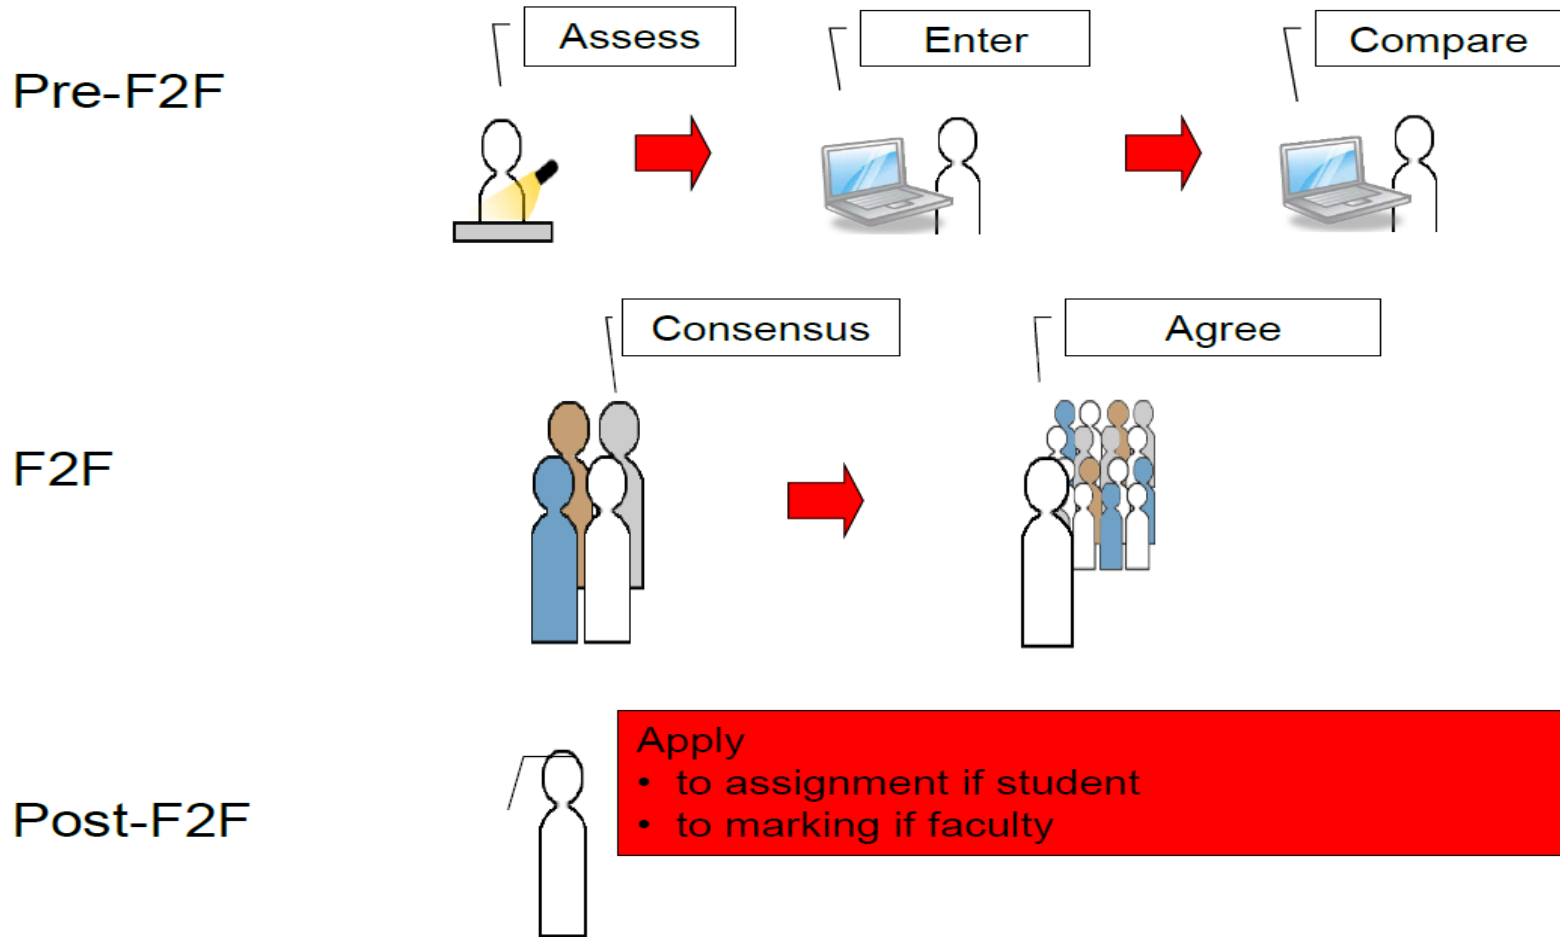 Pre-F2F
Assess
Enter
Compare
F2F
Consensus
Agree
Post-F2F
Apply
• to assignment if student
• to marking if faculty